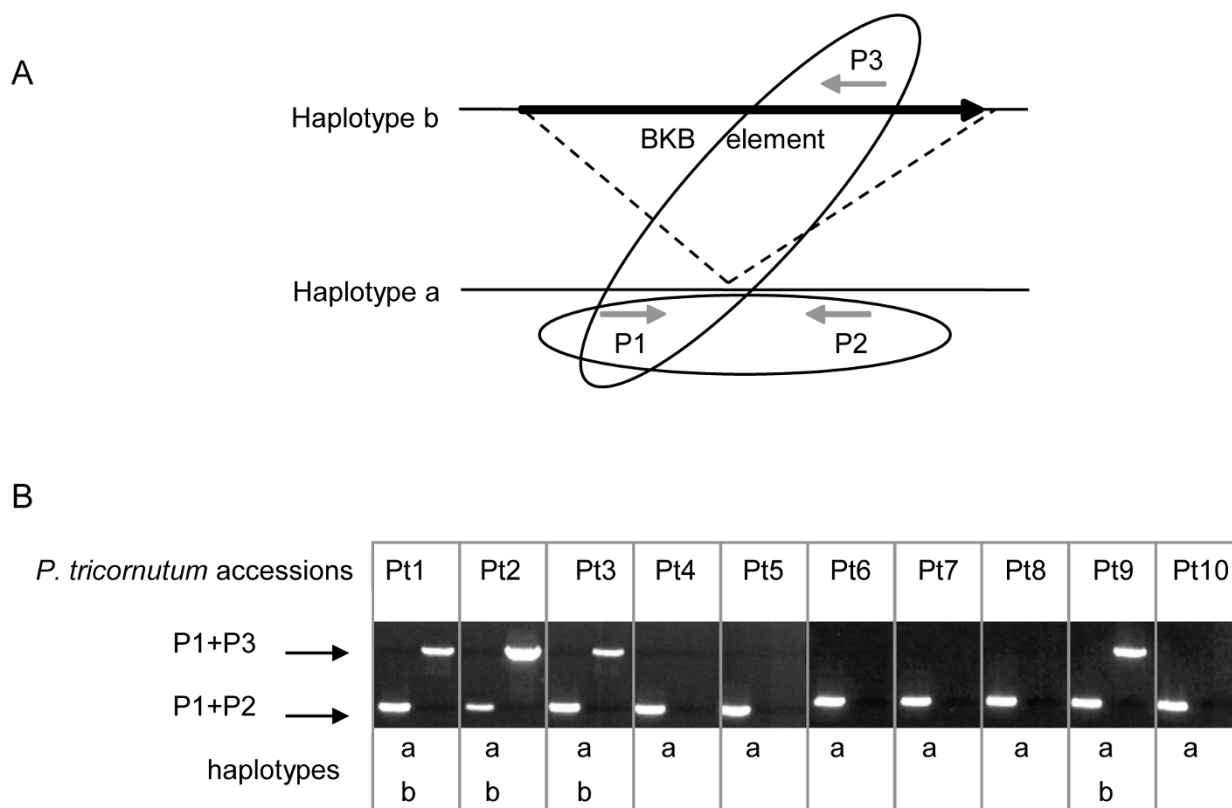 A
P3
Haplotype b
BKB element
Haplotype a
P1 P2
B
P. tricornutum accessions Pt1 Pt2 Pt3 Pt4 Pt5 Pt6 Pt7 Pt8 Pt9 Pt10
P1+P3
P1+P2
haplotypes
a a a a a a a a a a
b b b b